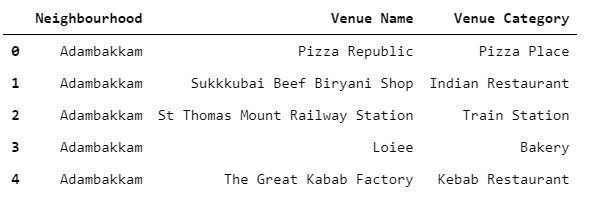 Neighbourhood Venue Name Venue Category
0 Adambakkam Pizza Republic Pizza Place
1 Adambakkam Sukkkubai Beef Biryani Shop Indian Restaurant
2 Adambakkam St Thomas Mount Railway Station Train Station
3 Adambakkam Loiee Bakery
4 Adambakkam The Great Kabab Factory Kebab Restaurant